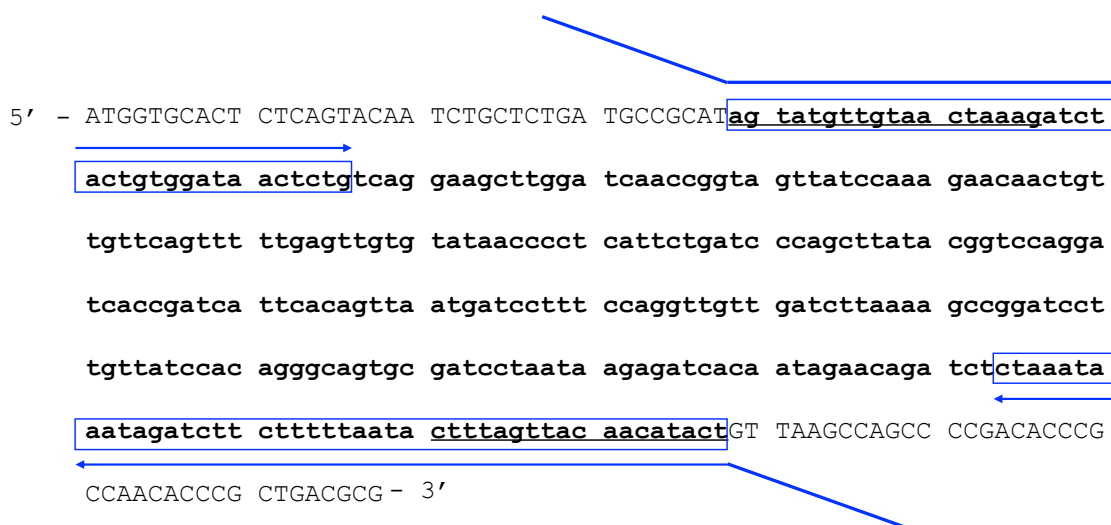 5′ - ATGGTGCACT CTCAGTACAA TCTGCTCTGA TGCCGCATag tatgttgtaa ctaaagatct
actgtggata actctgtcag gaagcttgga tcaaccggta gttatccaaa gaacaactgt
tgttcagttt ttgagttgtg tataacccct cattctgatc ccagcttata cggtccagga
tcaccgatca ttcacagtta atgatccttt ccaggttgtt gatcttaaaa gccggatcct
tgttatccac agggcagtgc gatcctaata agagatcaca atagaacaga tctctaaata
aatagatctt ctttttaata ctttagttac aacatactGT TAAGCCAGCC CCGACACCCG
CCAACACCCG CTGACGCG - 3′